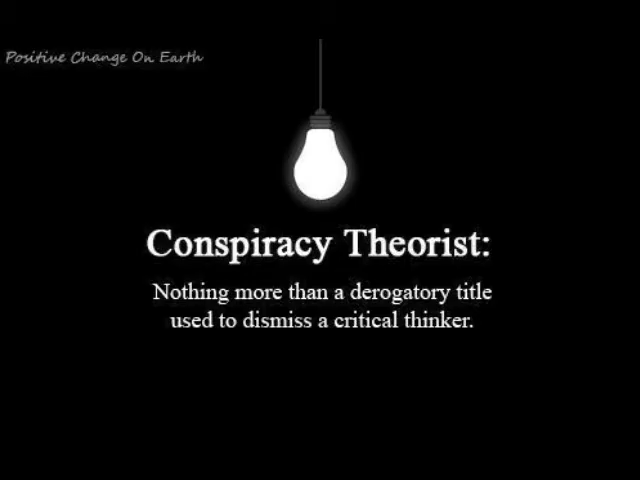 Positive Change On Earth
Conspiracy Theorist:
Nothing more than a derogatory title
used to dismiss a critical thinker.